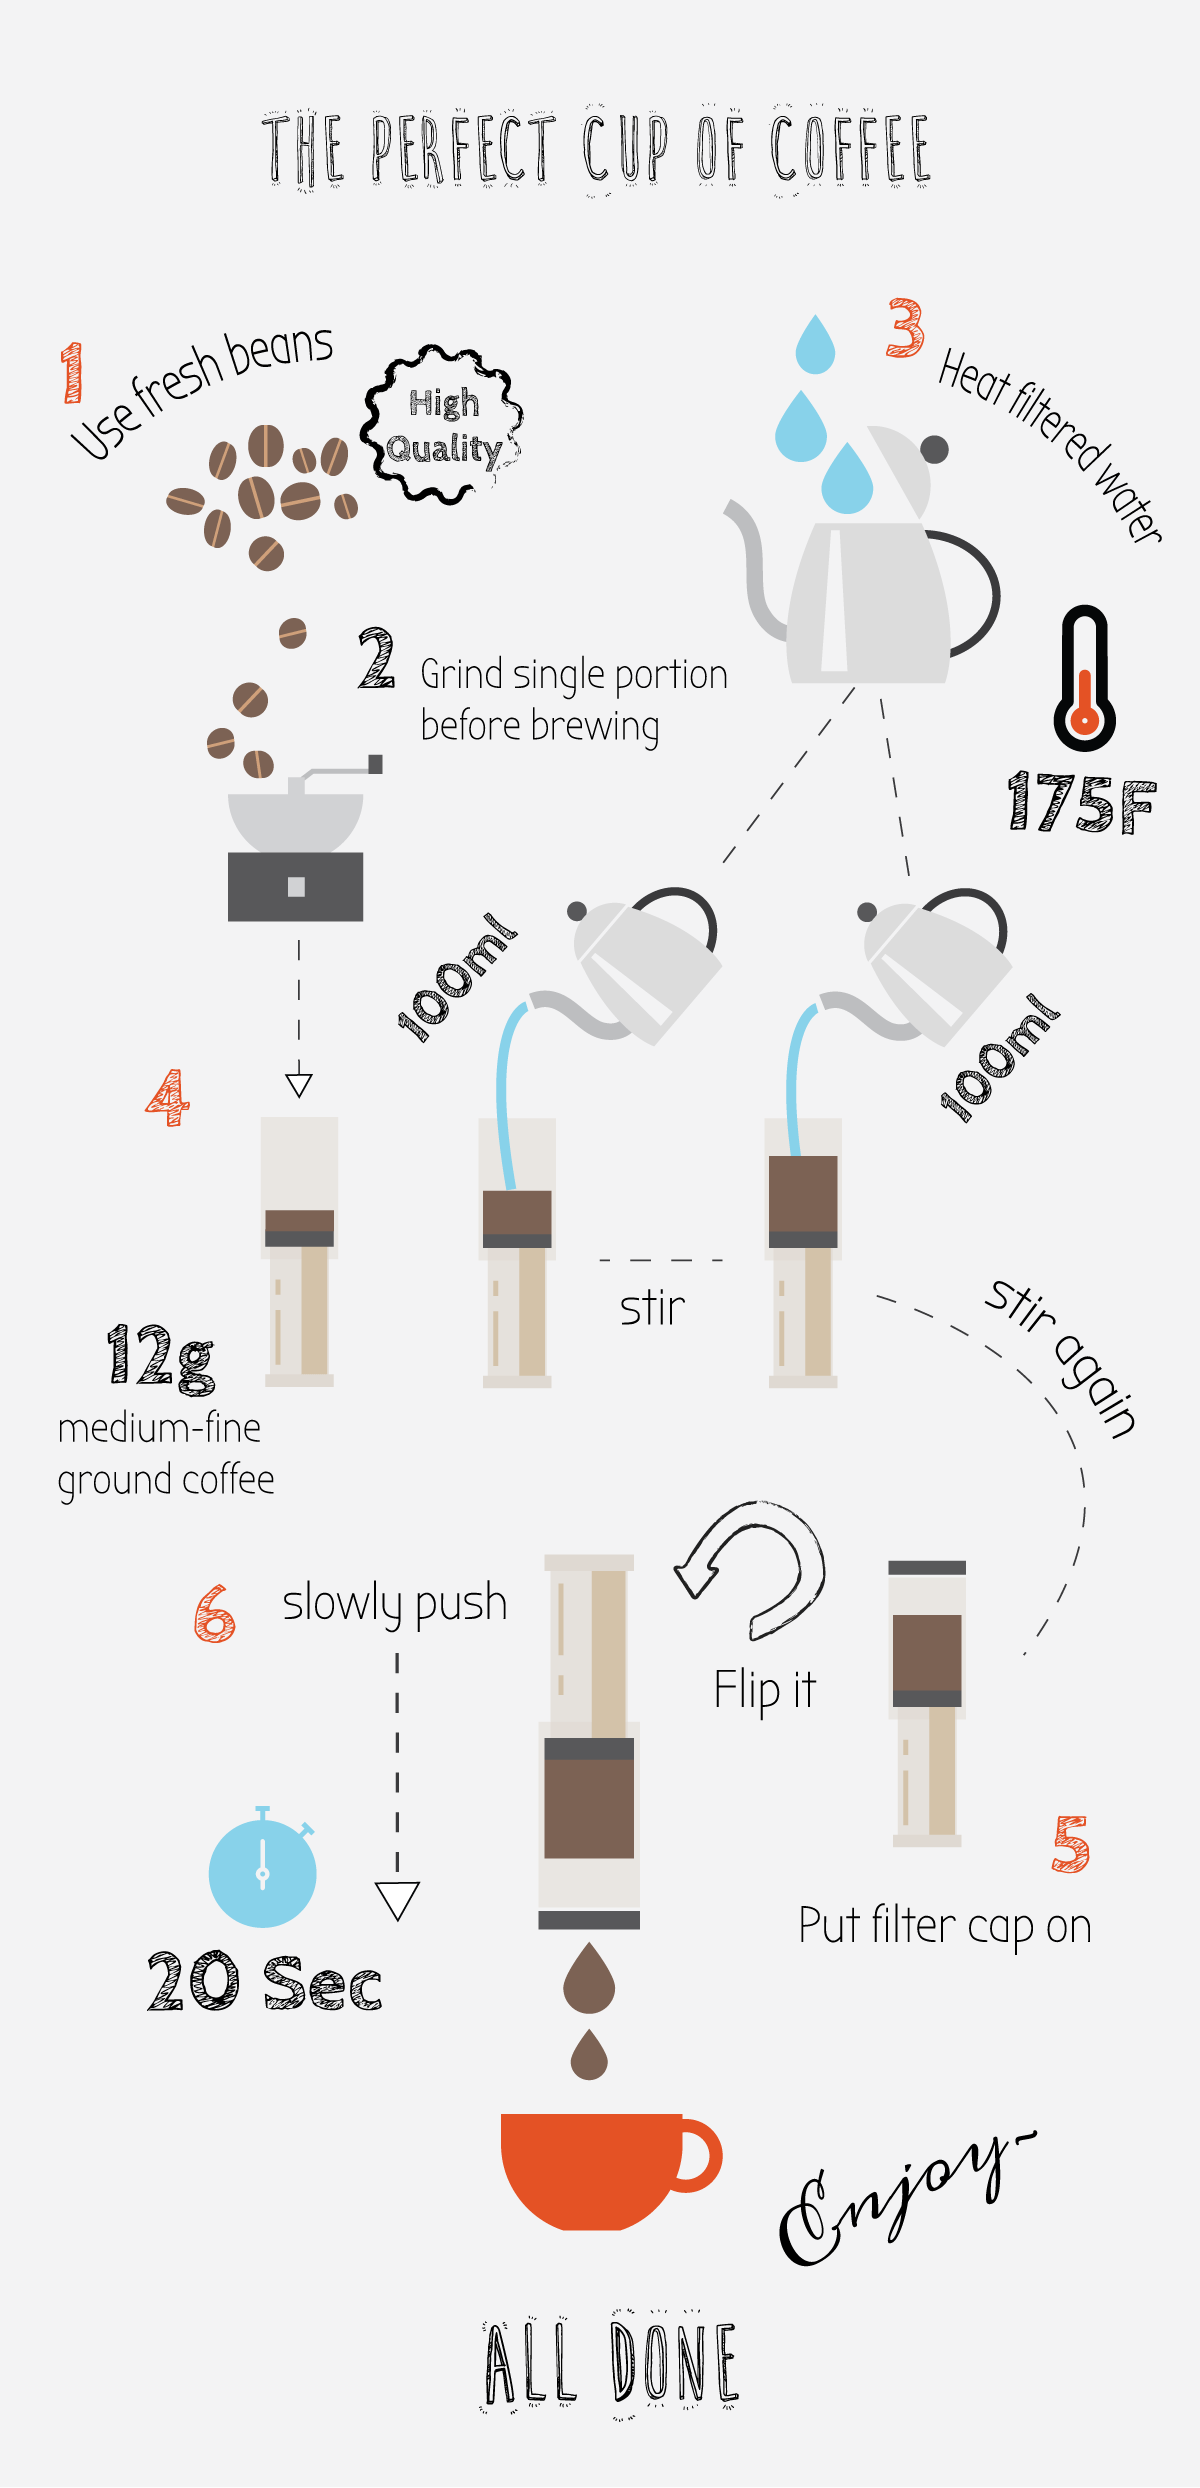 THE PERFECT CUP OF COFFEE
1
Use fresh beans
High
Quality
2
Grind single portion
before brewing
3
Heat filtered water
175F
100ml
100ml
4
12g
medium-fine
ground coffee
stir
stir again
5
Put filter cap on
Flip it
6
slowly push
20 Sec
Enjoy~
ALL DONE